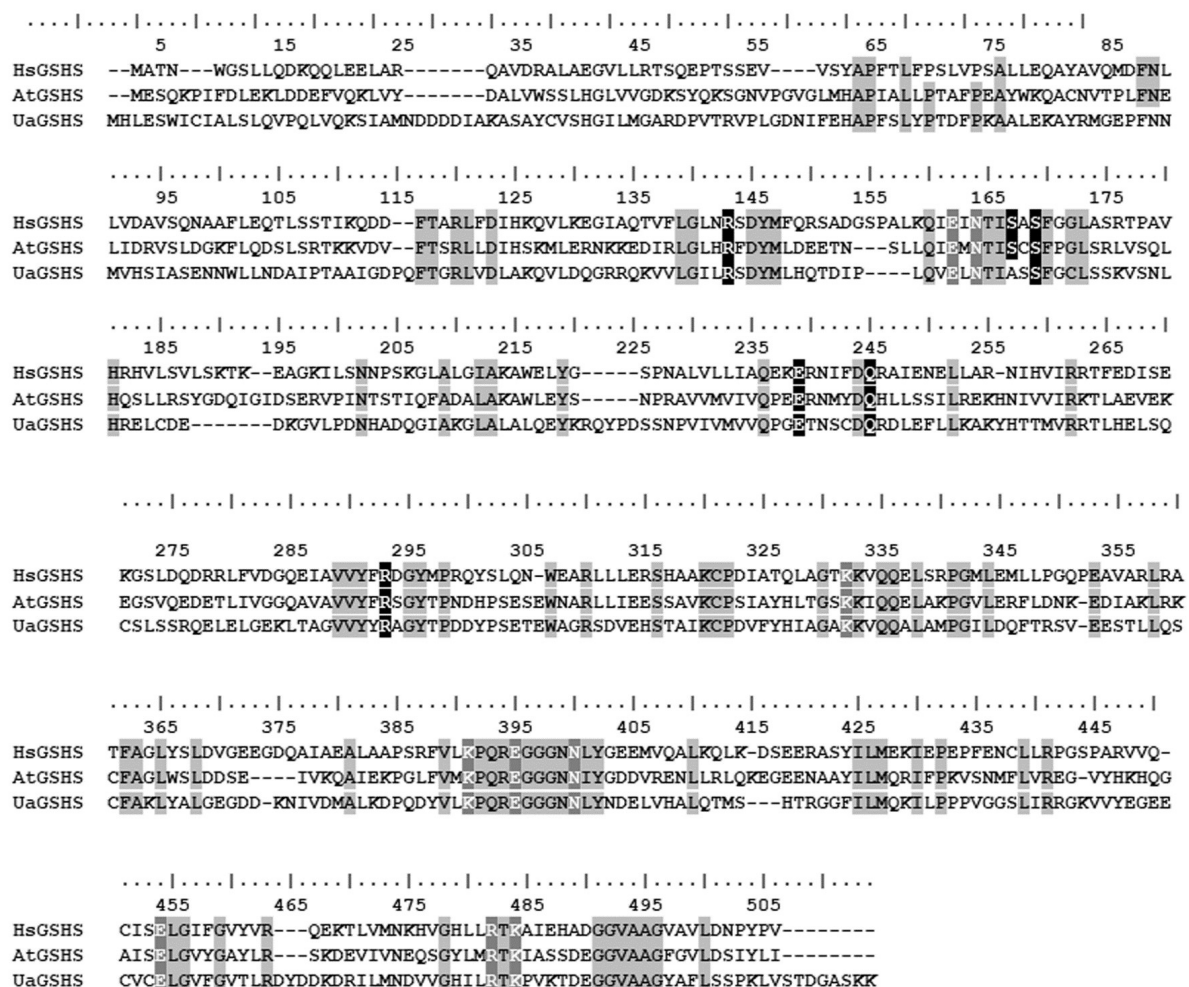 ....|....|....|....|....|....|....|....|....|....|....|....|....|....|....|....|....|....|
5 15 25 35 45 55 65 75 85
HsGSHS --MATN---WGSLLQDKQQLEELAR-------QAVDRALAEGVLLRTSQEPTSSEV----VSYAPFTLFPSLVPSALLEQAYAVQMDFNL
AtGSHS --MESQKPIFDLEKLDDEFVQKLVY-------DALVWSSLHGLVVGDKSYQKSGNVPGVGLMHAPIALLPTAFPEAYWKQACNVTPLFNE
UaGSHS MHLESWICIALSLQVPQLVQKSIAMNDDDDIAKASAYCVSHGILMGARDPVTRVPLGDNIFEHAPFSLYPTDFPKAALEKAYRMGEPFNN
....|....|....|....|....|....|....|....|....|....|....|....|....|....|....|....|....|....|
95 105 115 125 135 145 155 165 175
HsGSHS LVDAVSQNAAFLEQTLSSTIKQDD--FTARLFDIHKQVLKEGIAQTVFLGLNRSDYMFQRSADGSPALKQIEINTISASFGGLASRTPAV
AtGSHS LIDRVSLDGKFLQDSLSRTKKVDV--FTSRLLDIHSKMLERNKKEDIRLGLHRFDYMLDEETN---SLLQIEMNTISCSFPGLSRLVSQL
UaGSHS MVHSIASENNWLLNDAIPTAAIGDPQFTGRLVDLAKQVLDQGRRQKVVLGILRSDYMLHQTDIP----LQVELNTIASSFGCLSSKVSNL
....|....|....|....|....|....|....|....|....|....|....|....|....|....|....|....|....|....|
185 195 205 215 225 235 245 255 265
HsGSHS HRHVLSVLSKTK--EAGKILSNNPSKGLALGIAKAWELYG-----SPNALVLLIAQEKERNIFDQRAIENELLAR-NIHVIRRTFEDISE
AtGSHS HQSLLRSYGDQIGIDSERVPINTSTIQFADALAKAWLEYS-----NPRAVVMVIVQPEERNMYDQHLLSSILREKHNIVVIRKTLAEVEK
UaGSHS HRELCDE-------DKGVLPDNHADQGIAKGLALALQEYKRQYPDSSNPVIVMVVQPGETNSCDQRDLEFLLKAKYHTTMVRRTLHELSQ
....|....|....|....|....|....|....|....|....|....|....|....|....|....|....|....|....|....|
275 285 295 305 315 325 335 345 355
HsGSHS KGSLDQDRRLFVDGQEIAVVYFRDGYMPRQYSLQN-WEARLLLERSHAAKCPDIATQLAGTKKVQQELSRPGMLEMLLPGQPEAVARLRA
AtGSHS EGSVQEDETLIVGGQAVAVVYFRSGYTPNDHPSESEWNARLLIEESSAVKCPSIAYHLTGSKKIQQELAKPGVLERFLDNK-EDIAKLRK
UaGSHS CSLSSRQELELGEKLTAGVVYYRAGYTPDDYPSETEWAGRSDVEHSTAIKCPDVFYHIAGAKKVQQALAMPGILDQFTRSV-EESTLLQS
....|....|....|....|....|....|....|....|....|....|....|....|....|....|....|....|....|....|
365 375 385 395 405 415 425 435 445
HsGSHS TFAGLYSLDVGEEGDQAIAEALAAPSRFVLKPQREGGGNNLYGEEMVQALKQLK-DSEERASYILMEKIEPEPFENCLLRPGSPARVVQ-
AtGSHS CFAGLWSLDDSE----IVKQAIEKPGLFVMKPQREGGGNNIYGDDVRENLLRLQKEGEENAAYILMQRIFPKVSNMFLVREG-VYHKHQG
UaGSHS CFAKLYALGEGDD-KNIVDMALKDPQDYVLKPQREGGGNNLYNDELVHALQTMS---HTRGGFILMQKILPPPVGGSLIRRGKVVYEGEE
....|....|....|....|....|....|....|....|....|....|....|....|....
455 465 475 485 495 505
HsGSHS CISELGIFGVYVR---QEKTLVMNKHVGHLLRTKAIEHADGGVAAGVAVLDNPYPV--------
AtGSHS AISELGVYGAYLR---SKDEVIVNEQSGYLMRTKIASSDEGGVAAGFGVLDSIYLI--------
UaGSHS CVCELGVFGVTLRDYDDKDRILMNDVVGHILRTKPVKTDEGGVAAGYAFLSSPKLVSTDGASKK